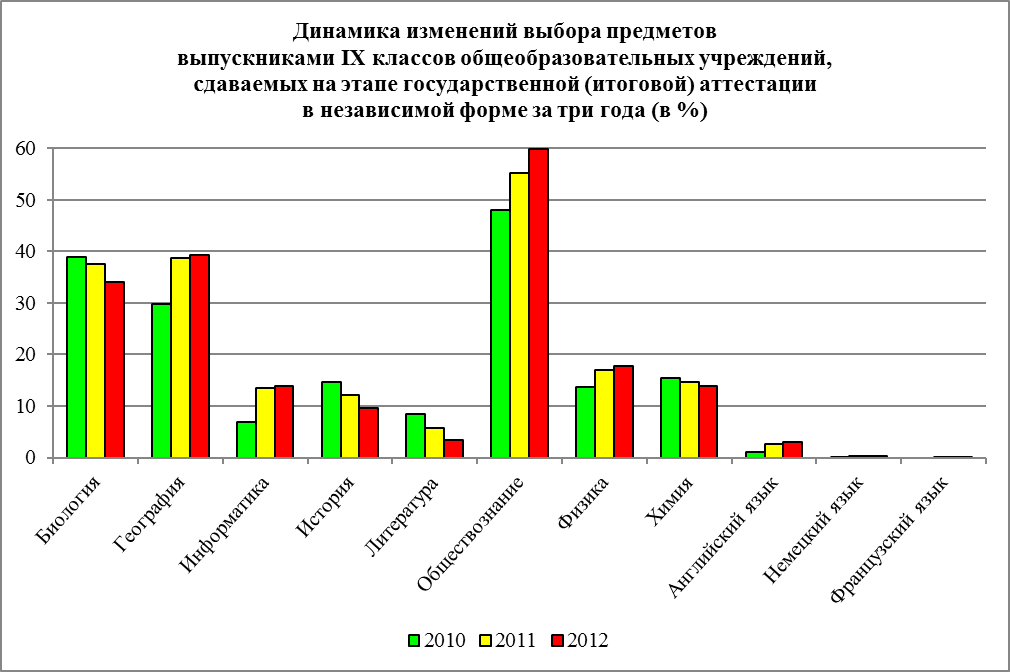 Динамика изменений выбора предметов
выпускниками IX классов общеобразовательных учреждений,
сдаваемых на этапе государственной (итоговой) аттестации
в независимой форме за три года (в %)
60
50
40
30
20
10
0
Биология
География
Информатика
История
Литература
Обществознание
Физика
Химия
Английский язык
Немецкий язык
Французский язык
2010 2011 2012